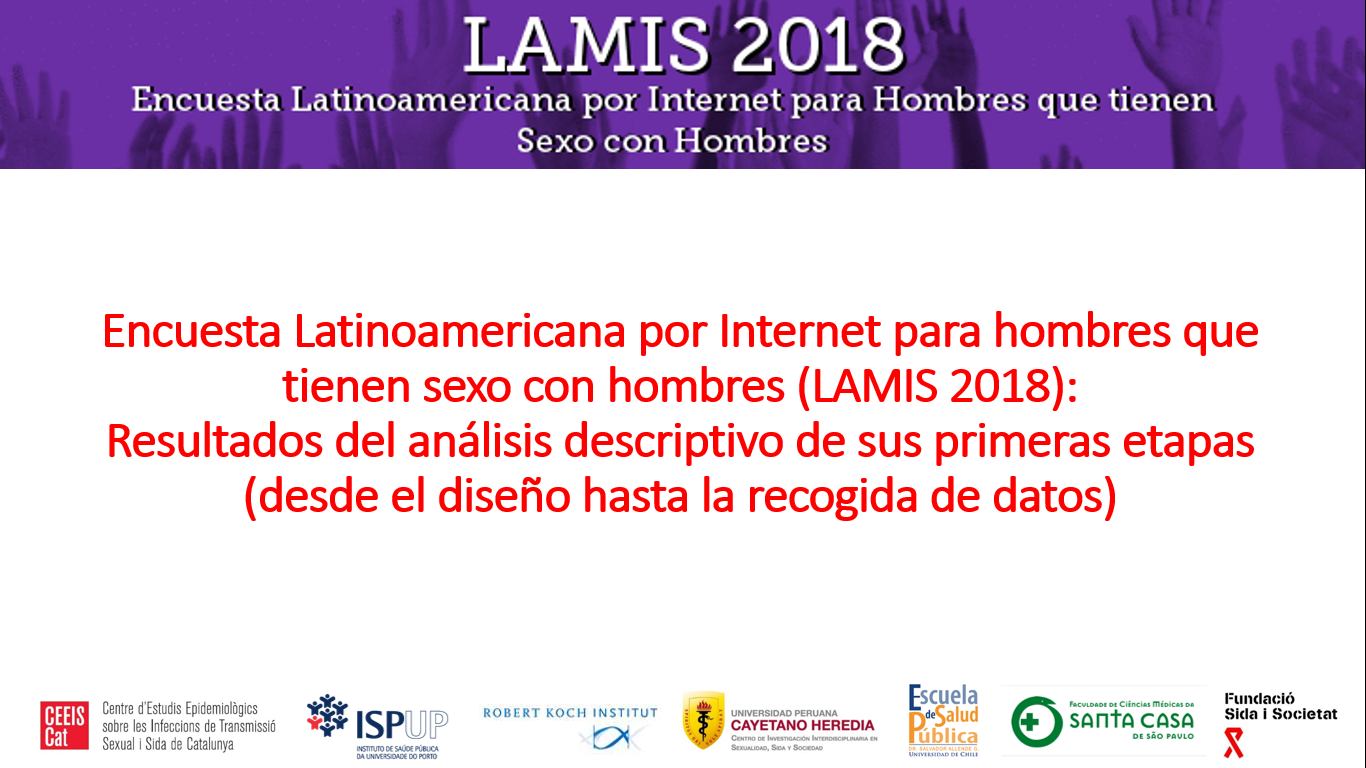 LAMIS 2018
Encuesta Latinoamericana por Internet para Hombres que tienen
Sexo con Hombres
Encuesta Latinoamericana por Internet para hombres que
tienen sexo con hombres (LAMIS 2018):
Resultados del análisis descriptivo de sus primeras etapas
(desde el diseño hasta la recogida de datos)
CEEIS
Cat
Centre d'Estudis Epidemiològics
sobre les Infeccions de Transmissió
Sexual i Sida de Catalunya
ISPUP
INSTITUTO DE SAÚDE PÚBLICA
DA UNIVERSIDADE DO PORTO
ROBERT KOCH INSTITUT
UNIVERSIDAD PERUANA
CAYETANO HEREDIA
CENTRO DE INVESTIGACIÓN INTERDISCIPLINARIA EN
SEXUALIDAD, SIDA Y SOCIEDAD
Escuela
de Salud
Pública
DR. SALVADOR ALLENDE G.
UNIVERSIDAD DE CHILE
FACULDADE DE CIÊNCIAS MÉDICAS DA
SANTA CASA
DE SÃO PAULO
Fundació
Sida i Societat